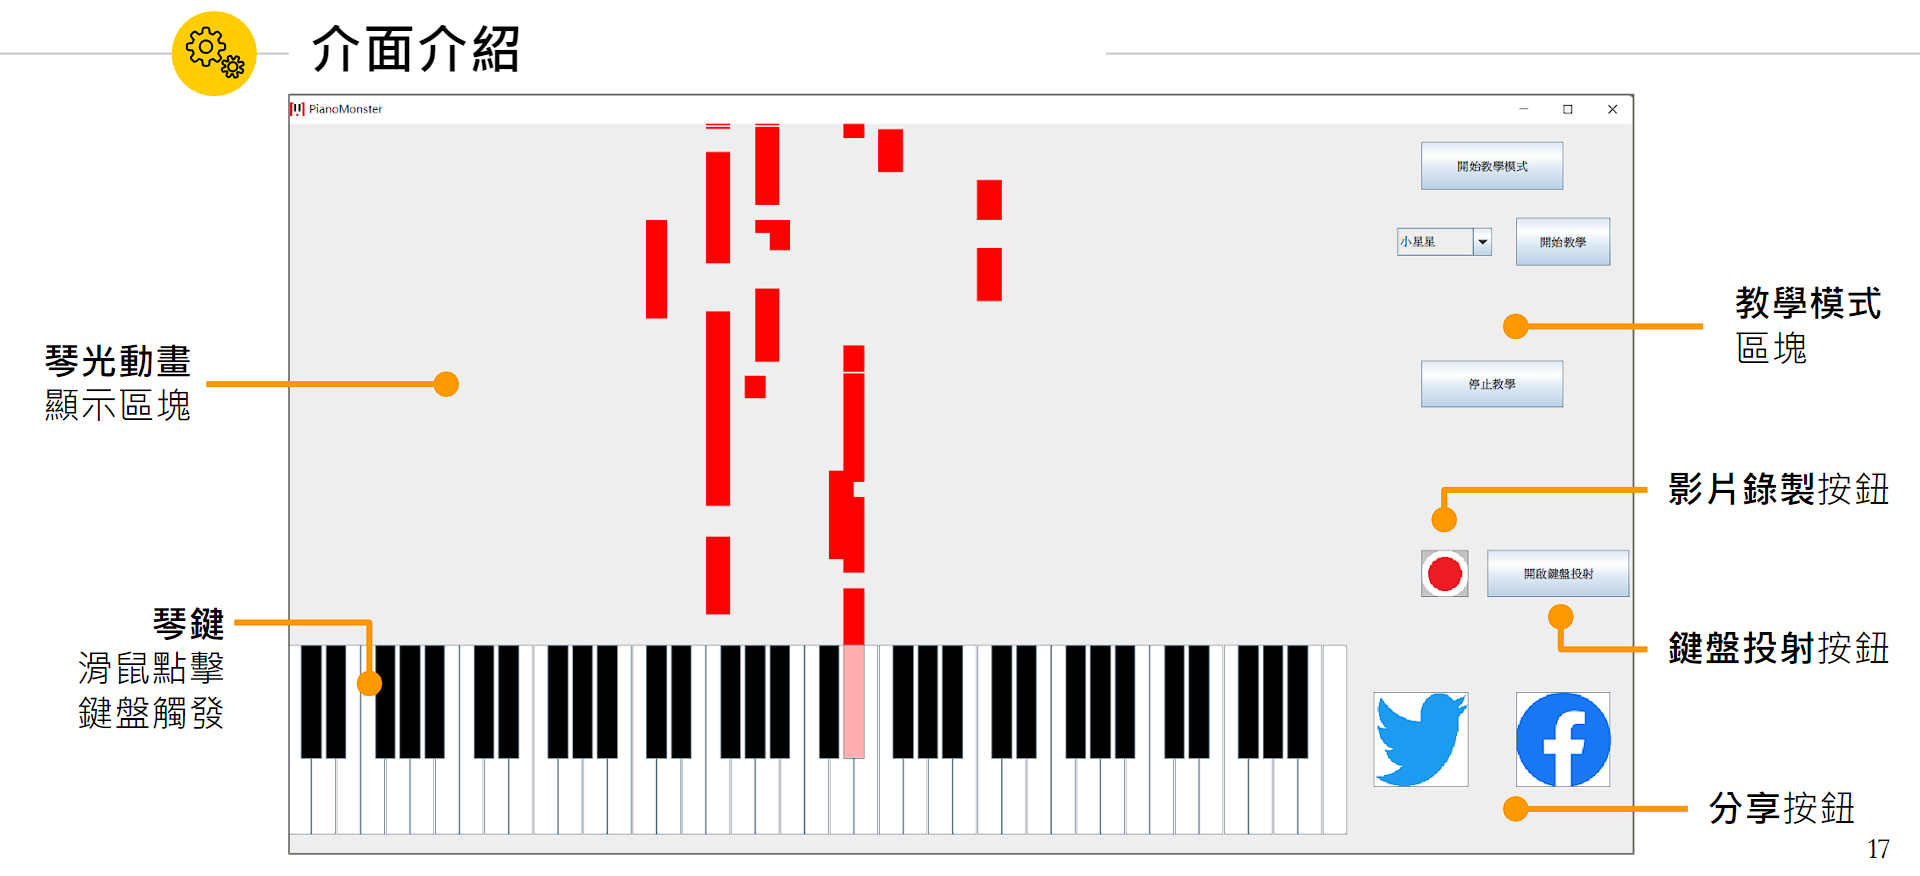 介面介紹
PianoMonster
開始教學模式
小星星
開始教學
教學模式
區塊
琴光動畫
顯示區塊
停止教學
影片錄製按鈕
開啟鍵盤投射
琴鍵
滑鼠點擊
鍵盤觸發
鍵盤投射按鈕
分享按鈕
17